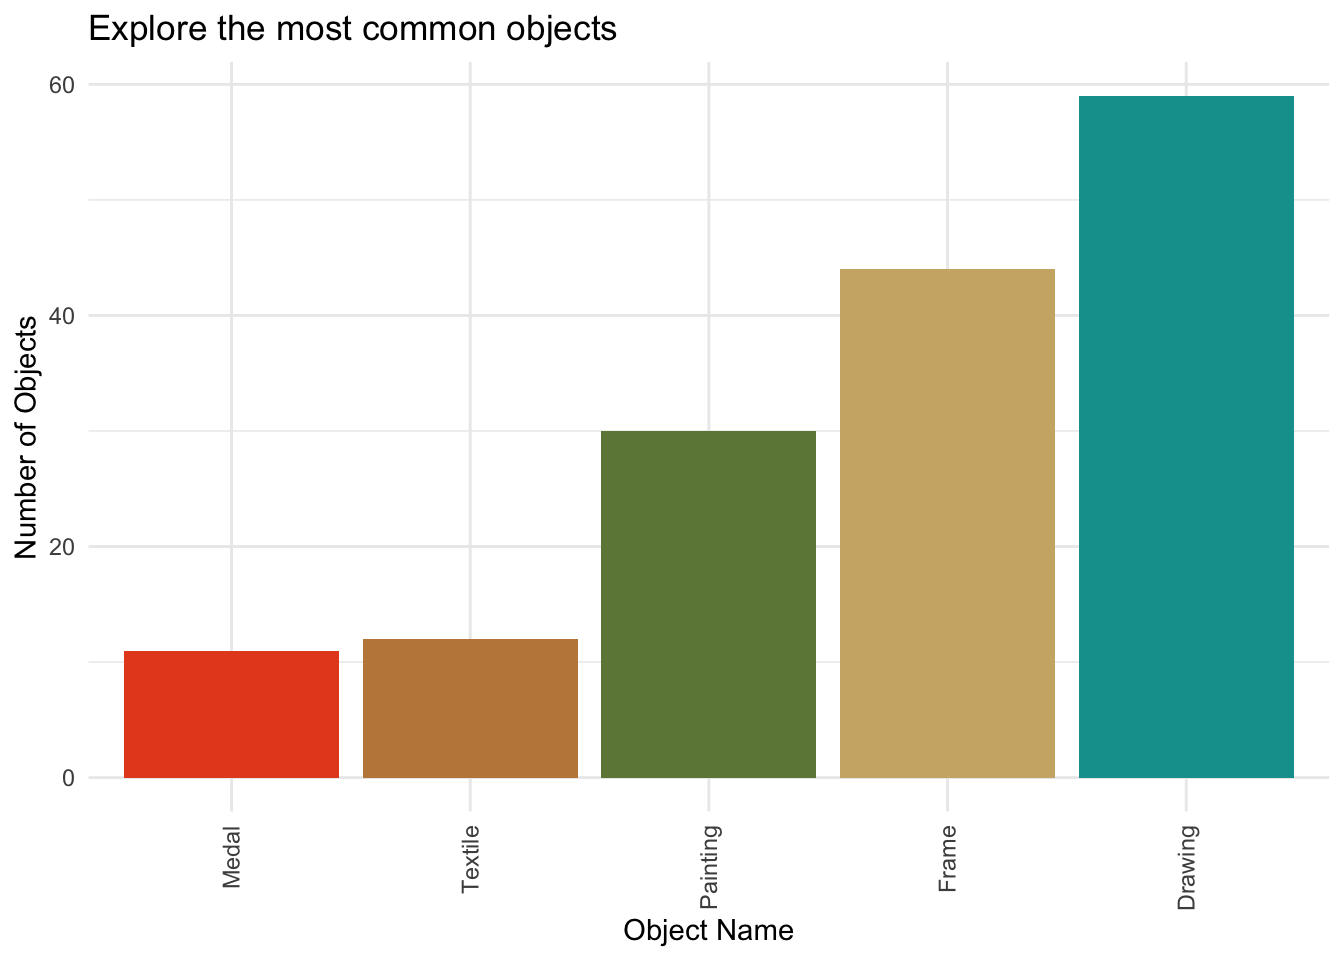 Explore the most common objects
Number of Objects
60
40
20
0
Medal
Textile
Painting
Frame
Drawing
Object Name